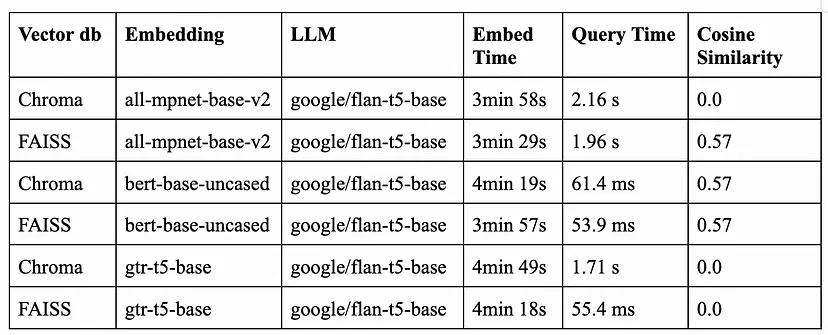 Vector db Embedding LLM Embed Time Query Time Cosine Similarity
Chroma all-mpnet-base-v2 google/flan-t5-base 3min 58s 2.16 s 0.0
FAISS all-mpnet-base-v2 google/flan-t5-base 3min 29s 1.96 s 0.57
Chroma bert-base-uncased google/flan-t5-base 4min 19s 61.4 ms 0.57
FAISS bert-base-uncased google/flan-t5-base 3min 57s 53.9 ms 0.57
Chroma gtr-t5-base google/flan-t5-base 4min 49s 1.71 s 0.0
FAISS gtr-t5-base google/flan-t5-base 4min 18s 55.4 ms 0.0